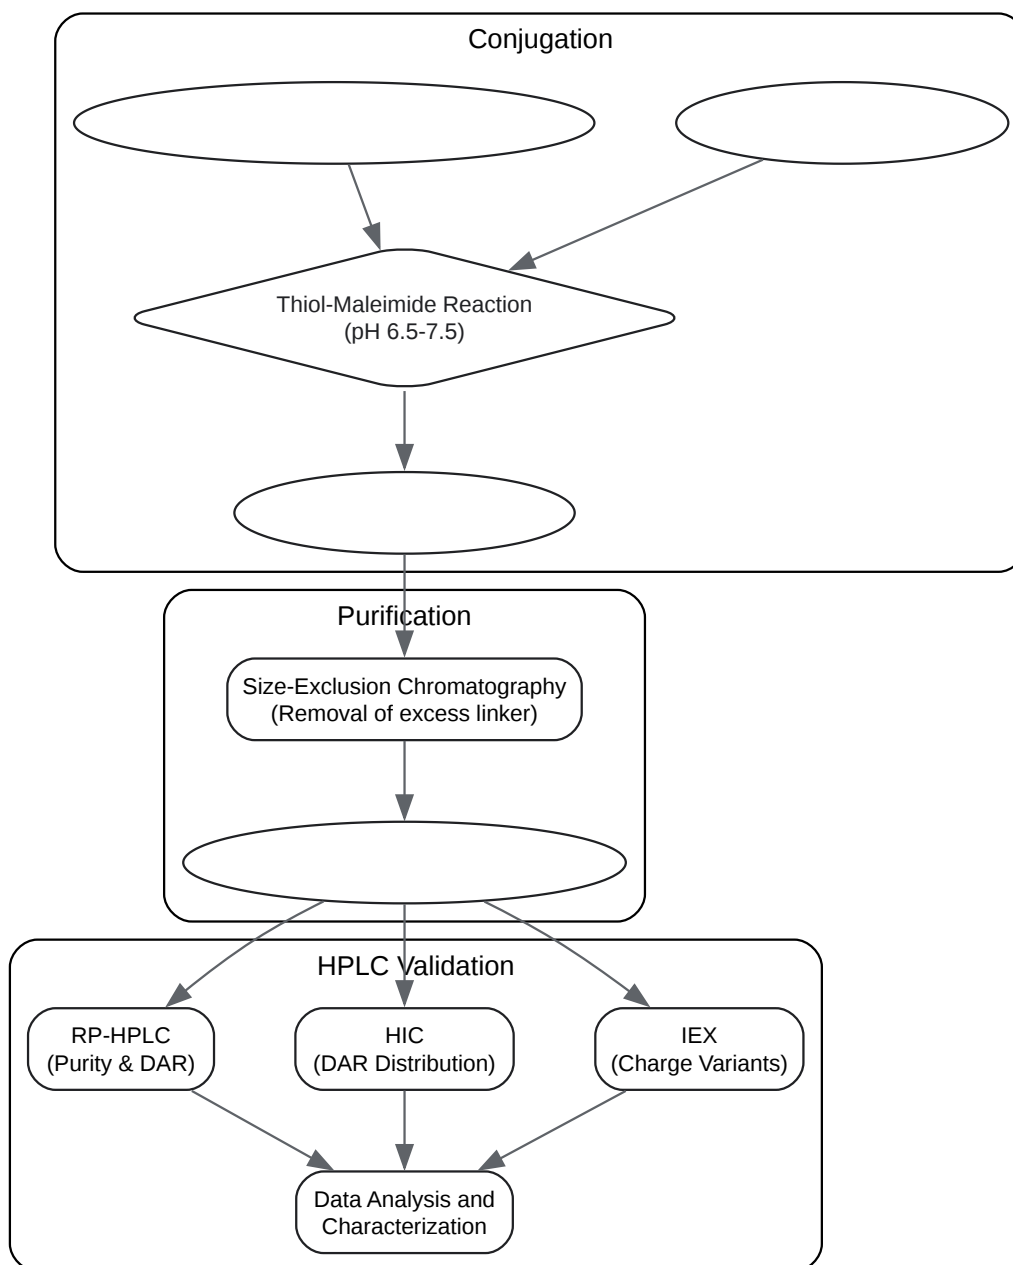 Conjugation
Thiol-Maleimide Reaction
(pH 6.5-7.5)
Purification
Size-Exclusion Chromatography
(Removal of excess linker)
HPLC Validation
RP-HPLC
(Purity & DAR)
HIC
(DAR Distribution)
IEX
(Charge Variants)
Data Analysis and
Characterization